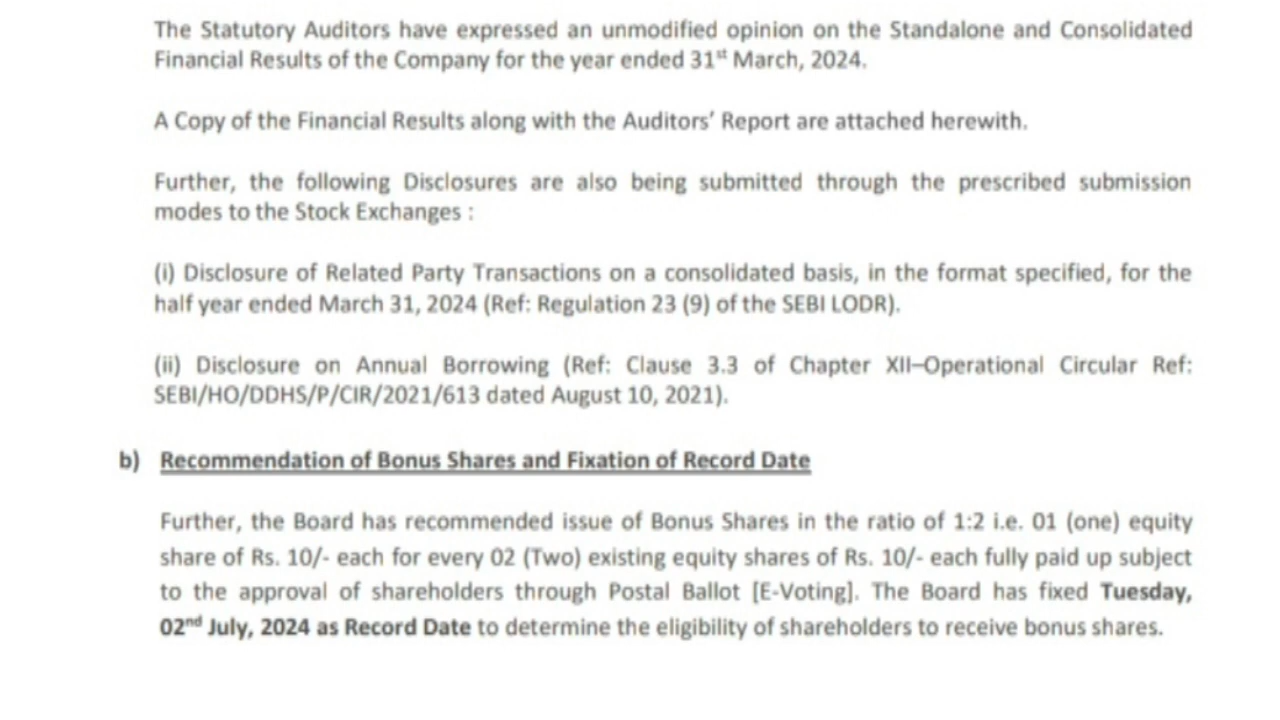 The Statutory Auditors have expressed an unmodified opinion on the Standalone and Consolidated
Financial Results of the Company for the year ended 31st March, 2024.
A Copy of the Financial Results along with the Auditors' Report are attached herewith.
Further, the following Disclosures are also being submitted through the prescribed submission
modes to the Stock Exchanges :
(i) Disclosure of Related Party Transactions on a consolidated basis, in the format specified, for the
half year ended March 31, 2024 (Ref: Regulation 23 (9) of the SEBI LODR).
(ii) Disclosure on Annual Borrowing (Ref: Clause 3.3 of Chapter XII–Operational Circular Ref:
SEBI/HO/DDHS/P/CIR/2021/613 dated August 10, 2021).
b) Recommendation of Bonus Shares and Fixation of Record Date
Further, the Board has recommended issue of Bonus Shares in the ratio of 1:2 i.e. 01 (one) equity
share of Rs. 10/- each for every 02 (Two) existing equity shares of Rs. 10/- each fully paid up subject
to the approval of shareholders through Postal Ballot [E-Voting]. The Board has fixed Tuesday,
02nd July, 2024 as Record Date to determine the eligibility of shareholders to receive bonus shares.